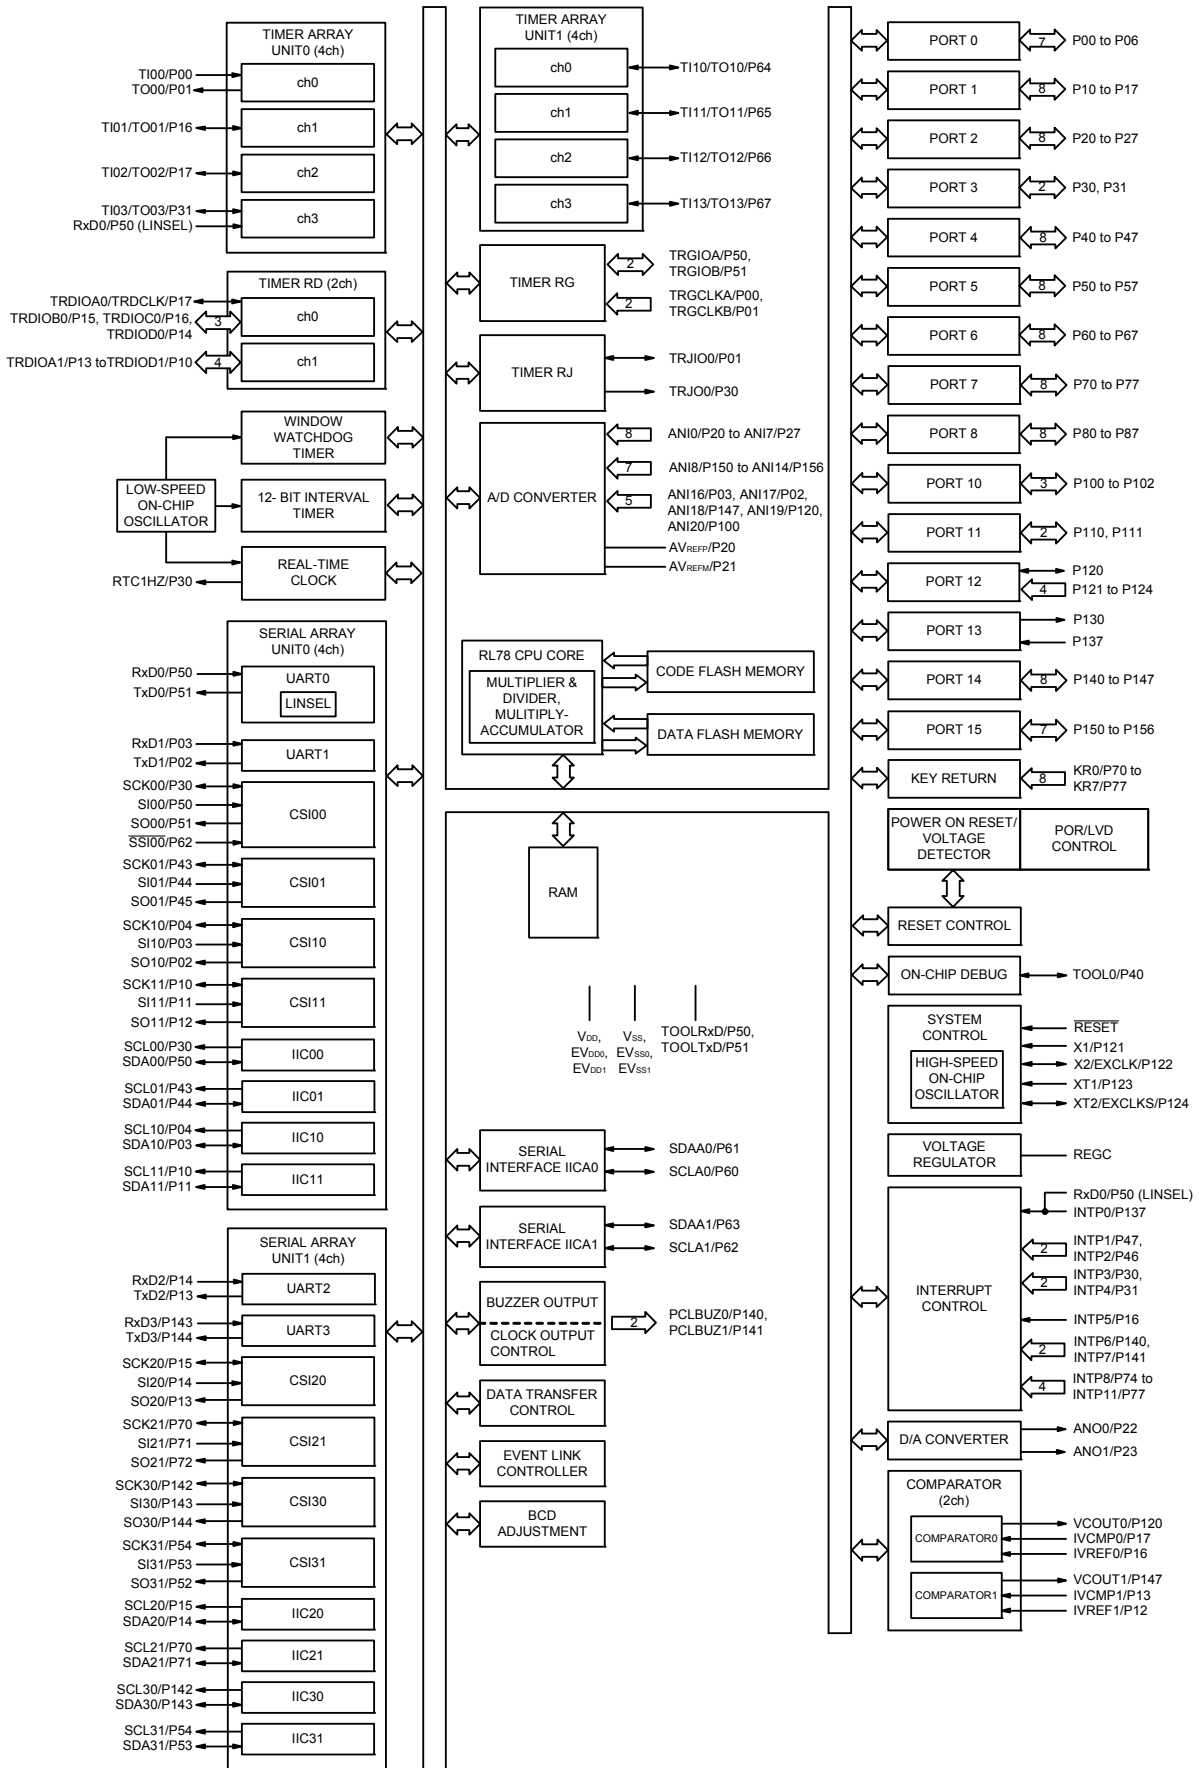 TIMER ARRAY
UNIT0 (4ch)
TI00/P00
TO00/P01
ch0
TI01/TO01/P16
ch1
TI02/TO02/P17
ch2
TI03/TO03/P31
RxD0/P50 (LINSEL)
ch3
TIMER RD (2ch)
TRDIOA0/TRDCLK/P17
TRDIOB0/P15, TRDIOC0/P16,
TRDIOD0/P14
3
ch0
TRDIOA1/P13 toTRDIOD1/P10
4
ch1
WINDOW
WATCHDOG
TIMER
LOW-SPEED
ON-CHIP
OSCILLATOR
12- BIT INTERVAL
TIMER
REAL-TIME
CLOCK
RTC1HZ/P30
SERIAL ARRAY
UNIT0 (4ch)
RxD0/P50
TxD0/P51
UART0
LINSEL
RxD1/P03
TxD1/P02
UART1
SCK00/P30
SI00/P50
SO00/P51
SSI00/P62
CSI00
SCK01/P43
SI01/P44
SO01/P45
CSI01
SCK10/P04
SI10/P03
SO10/P02
CSI10
SCK11/P10
SI11/P11
SO11/P12
CSI11
SCL00/P30
SDA00/P50
IIC00
SCL01/P43
SDA01/P44
IIC01
SCL10/P04
SDA10/P03
IIC10
SCL11/P10
SDA11/P11
IIC11
SERIAL ARRAY
UNIT1 (4ch)
RxD2/P14
TxD2/P13
UART2
RxD3/P143
TxD3/P144
UART3
SCK20/P15
SI20/P14
SO20/P13
CSI20
SCK21/P70
SI21/P71
SO21/P72
CSI21
SCK30/P142
SI30/P143
SO30/P144
CSI30
SCK31/P54
SI31/P53
SO31/P52
CSI31
SCL20/P15
SDA20/P14
IIC20
SCL21/P70
SDA21/P71
IIC21
SCL30/P142
SDA30/P143
IIC30
SCL31/P54
SDA31/P53
IIC31
TIMER ARRAY
UNIT1 (4ch)
ch0
TI10/TO10/P64
ch1
TI11/TO11/P65
ch2
TI12/TO12/P66
ch3
TI13/TO13/P67
TIMER RG
2
TRGIOA/P50,
TRGIOB/P51
2
TRGCLKA/P00,
TRGCLKB/P01
TIMER RJ
TRJIO0/P01
TRJO0/P30
A/D CONVERTER
8
ANI0/P20 to ANI7/P27
7
ANI8/P150 to ANI14/P156
5
ANI16/P03, ANI17/P02,
ANI18/P147, ANI19/P120,
ANI20/P100
AVREFP/P20
AVREFM/P21
RL78 CPU CORE
MULTIPLIER &
DIVIDER,
MULITIPLY-
ACCUMULATOR
CODE FLASH MEMORY
DATA FLASH MEMORY
RAM
VDD,
EVDD0,
EVDD1
VSS,
EVSS0,
EVSS1
TOOLRxD/P50,
TOOLTxD/P51
SERIAL
INTERFACE IICA0
SDAA0/P61
SCLA0/P60
SERIAL
INTERFACE IICA1
SDAA1/P63
SCLA1/P62
BUZZER OUTPUT
CLOCK OUTPUT
CONTROL
2
PCLBUZ0/P140,
PCLBUZ1/P141
DATA TRANSFER
CONTROL
EVENT LINK
CONTROLLER
BCD
ADJUSTMENT
PORT 0
7
P00 to P06
PORT 1
8
P10 to P17
PORT 2
8
P20 to P27
PORT 3
2
P30, P31
PORT 4
8
P40 to P47
PORT 5
8
P50 to P57
PORT 6
8
P60 to P67
PORT 7
8
P70 to P77
PORT 8
8
P80 to P87
PORT 10
3
P100 to P102
PORT 11
2
P110, P111
PORT 12
P120
4
P121 to P124
PORT 13
P130
P137
PORT 14
8
P140 to P147
PORT 15
7
P150 to P156
KEY RETURN
8
KR0/P70 to
KR7/P77
POWER ON RESET/
VOLTAGE
DETECTOR
POR/LVD
CONTROL
RESET CONTROL
ON-CHIP DEBUG
TOOL0/P40
SYSTEM
CONTROL
HIGH-SPEED
ON-CHIP
OSCILLATOR
RESET
X1/P121
X2/EXCLK/P122
XT1/P123
XT2/EXCLKS/P124
VOLTAGE
REGULATOR
REGC
INTERRUPT
CONTROL
RxD0/P50 (LINSEL)
INTP0/P137
2
INTP1/P47,
INTP2/P46
2
INTP3/P30,
INTP4/P31
INTP5/P16
2
INTP6/P140,
INTP7/P141
4
INTP8/P74 to
INTP11/P77
D/A CONVERTER
ANO0/P22
ANO1/P23
COMPARATOR
(2ch)
COMPARATOR0
VCOUT0/P120
IVCMP0/P17
IVREF0/P16
COMPARATOR1
VCOUT1/P147
IVCMP1/P13
IVREF1/P12